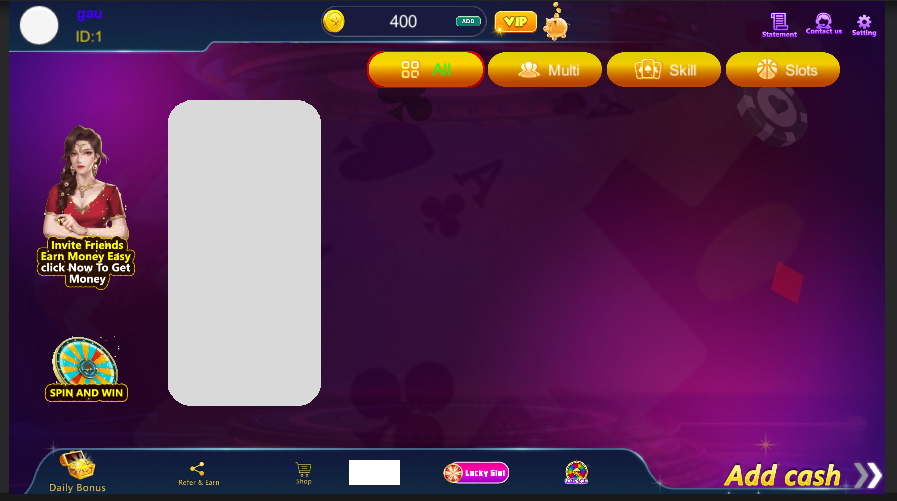 gau
ID:1
400
ADD
VIP
Statement
Contact us
Setting
All
Multi
Skill
Slots
Invite Friends
Earn Money Easy
click Now To Get
Money
SPIN AND WIN
Daily Bonus
Refer & Earn
Shop
Lucky Slot
Add cash